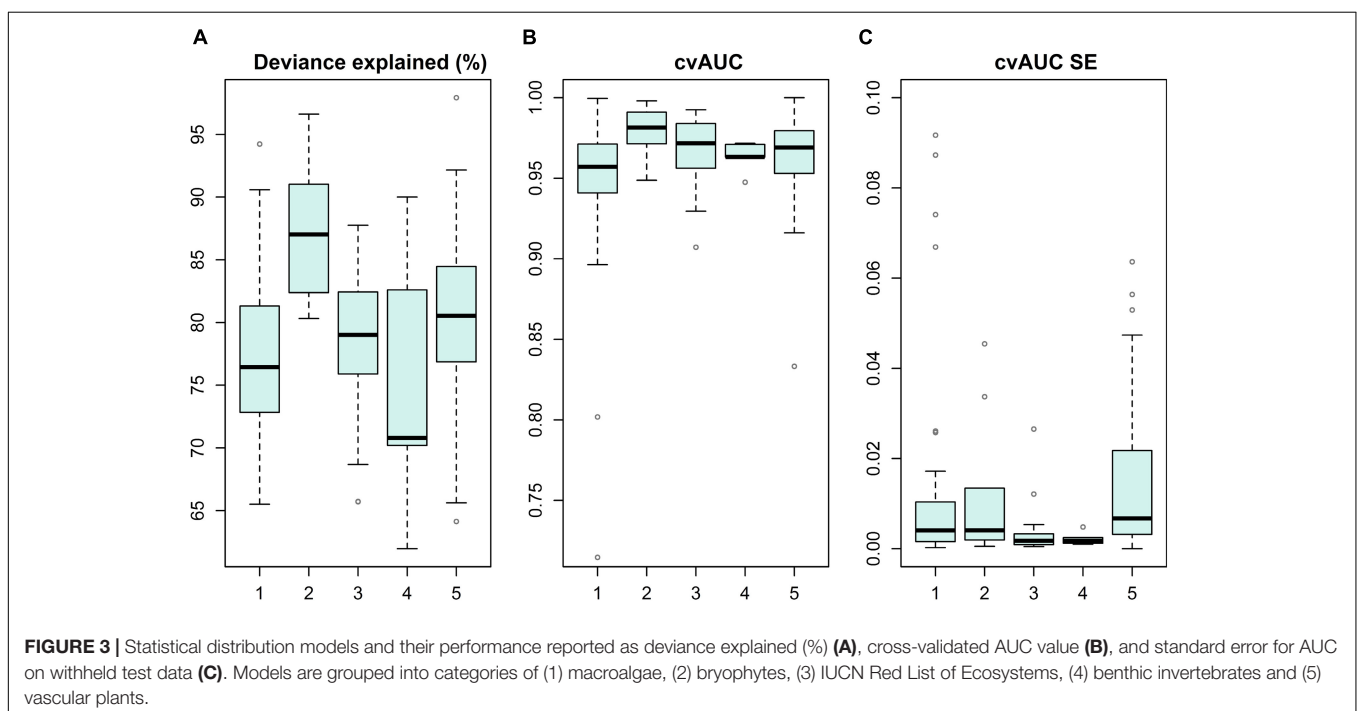 A
Deviance explained (%)
95
90
85
80
75
70
65
1 2 3 4 5
B
cvAUC
1.00
0.95
0.90
0.85
0.80
0.75
1 2 3 4 5
C
cvAUC SE
0.10
0.08
0.06
0.04
0.02
0.00
1 2 3 4 5
FIGURE 3 | Statistical distribution models and their performance reported as deviance explained (%) (A), cross-validated AUC value (B), and standard error for AUC
on withheld test data (C). Models are grouped into categories of (1) macroalgae, (2) bryophytes, (3) IUCN Red List of Ecosystems, (4) benthic invertebrates and (5)
vascular plants.